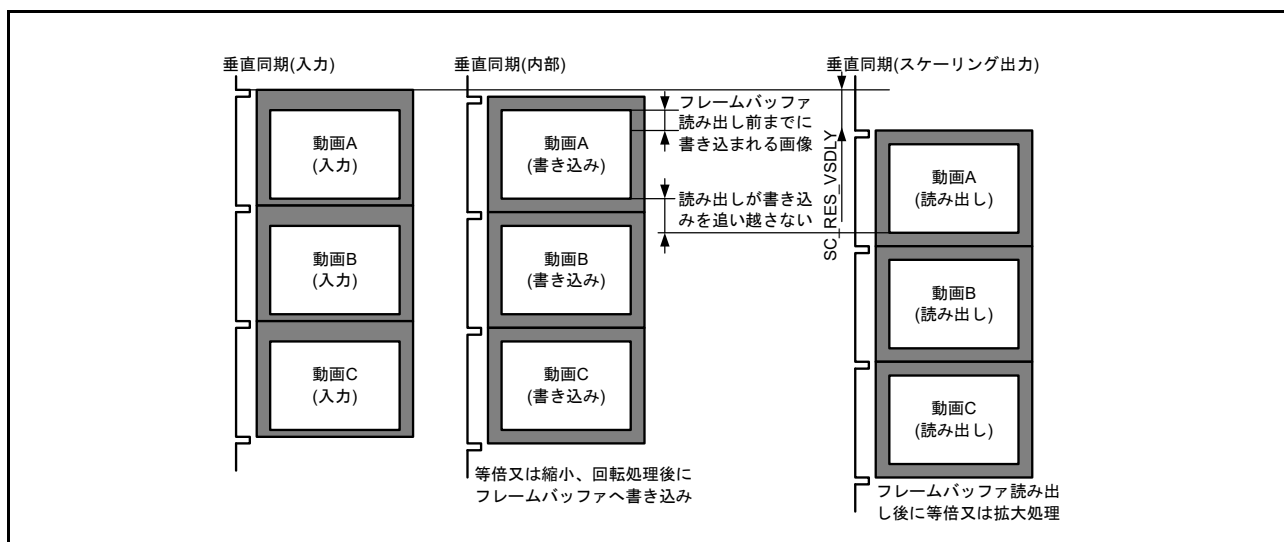 垂直同期(入力)
垂直同期(内部)
垂直同期(スケーリング出力)
動画A
(入力)
動画B
(入力)
動画C
(入力)
動画A
(書き込み)
動画B
(書き込み)
動画C
(書き込み)
フレームバッファ
読み出し前までに
書き込まれる画像
読み出しが書き込
みを追い越さない
SC_RES_VSDLY
動画A
(読み出し)
動画B
(読み出し)
動画C
(読み出し)
等倍又は縮小、回転処理後に
フレームバッファへ書き込み
フレームバッファ読み出
し後に等倍又は拡大処理